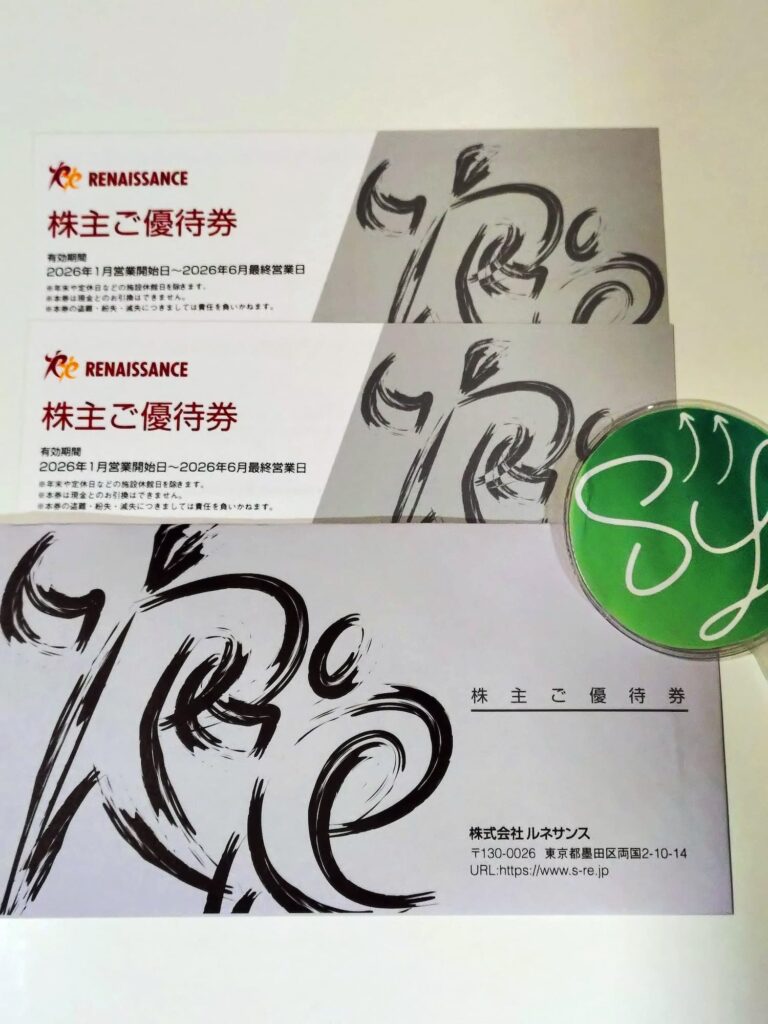 RENAISSANCE
株主ご優待券
有効期間
2026年1月営業開始日～2026年6月最終営業日
※年末や定休日などの施設休館日を除きます.
※本券は現金とのお引換はできません。
※本券の盗難・紛失・滅失につきましては責任を負いかねます。
RENAISSANCE
株主ご優待券
有効期間
2026年1月営業開始日～2026年6月最終営業日
※年末や定休日などの施設休館日を除きます。
※本券は現金とのお引換はできません。
※本券の盗難・紛失・滅失につきましては責任を負いかねます。
Sy
株主ご優待券
株式会社 ルネサンス
〒130-0026 東京都墨田区両国2-10-14
URL:https://www.s-re.jp